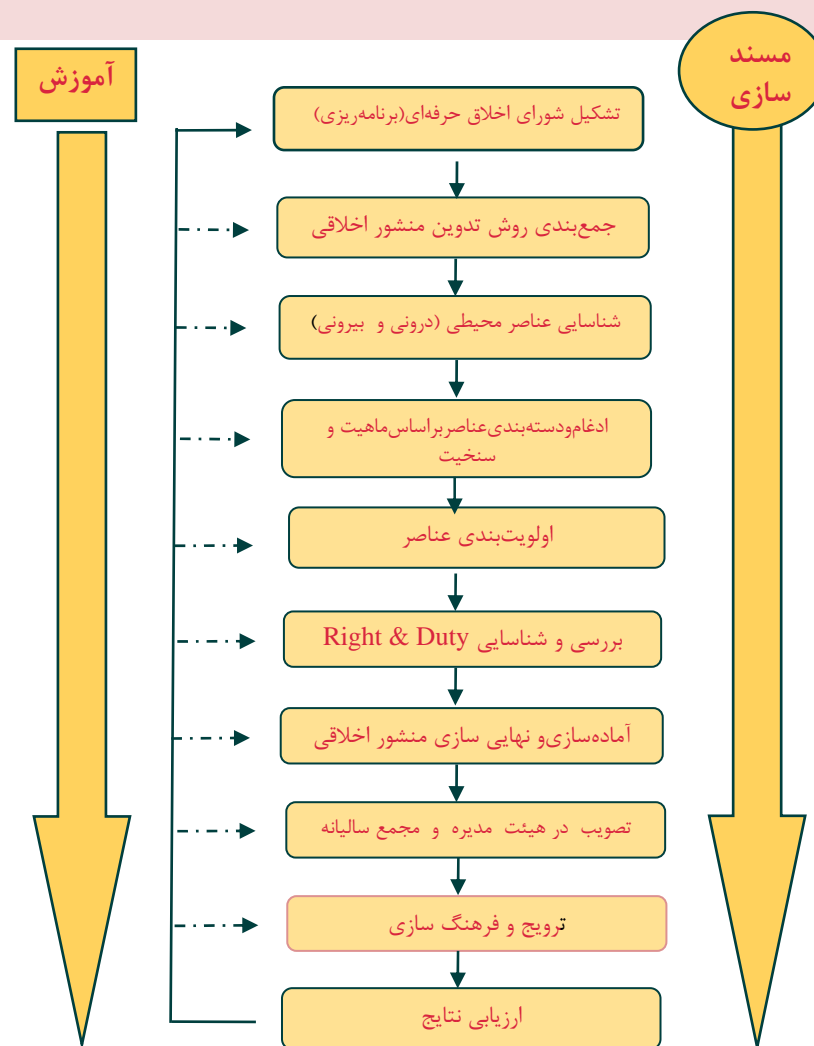 مسند
سازی
آموزش
تشکیل شورای اخلاق حرفه‌ای(برنامه‌ریزی)
جمع‌بندی روش تدوین منشور اخلاقی
شناسایی عناصر محیطی (درونی و بیرونی)
ادغام‌ودسته‌بندی‌عناصربراساس‌ماهیت و
سنخیت
اولویت‌بندی عناصر
بررسی و شناسایی Right & Duty
آماده‌سازی‌و نهایی سازی منشور اخلاقی
تصویب در هیئت مدیره و مجمع سالیانه
ترویج و فرهنگ سازی
ارزیابی نتایج